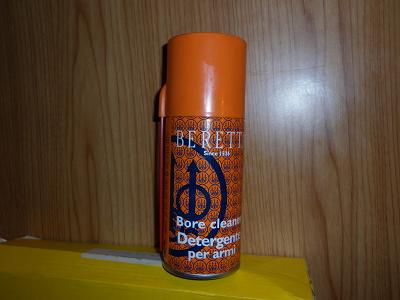 BERETT
Since 1526
Bore cleane
Detergente
per armi